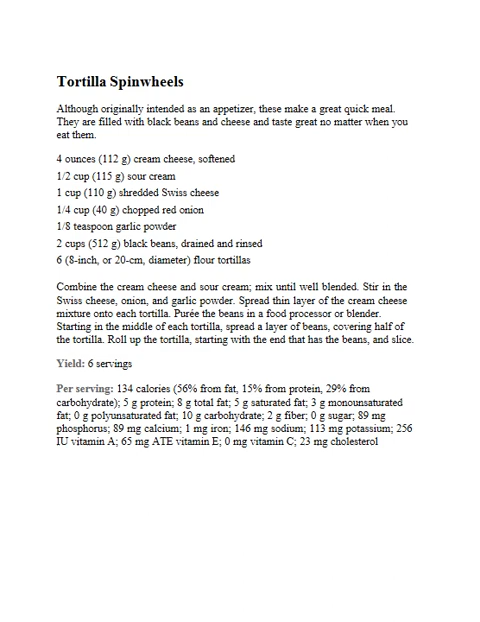 Tortilla Spinwheels
Although originally intended as an appetizer, these make a great quick meal.
They are filled with black beans and cheese and taste great no matter when you
eat them.
4 ounces (112 g) cream cheese, softened
1/2 cup (115 g) sour cream
1 cup (110 g) shredded Swiss cheese
1/4 cup (40 g) chopped red onion
1/8 teaspoon garlic powder
2 cups (512 g) black beans, drained and rinsed
6 (8-inch, or 20-cm, diameter) flour tortillas
Combine the cream cheese and sour cream; mix until well blended. Stir in the
Swiss cheese, onion, and garlic powder. Spread thin layer of the cream cheese
mixture onto each tortilla. Purée the beans in a food processor or blender.
Starting in the middle of each tortilla, spread a layer of beans, covering half of
the tortilla. Roll up the tortilla, starting with the end that has the beans, and slice.
Yield: 6 servings
Per serving: 134 calories (56% from fat, 15% from protein, 29% from
carbohydrate); 5 g protein; 8 g total fat; 5 g saturated fat; 3 g monounsaturated
fat; 0 g polyunsaturated fat; 10 g carbohydrate; 2 g fiber; 0 g sugar; 89 mg
phosphorus; 89 mg calcium; 1 mg iron; 146 mg sodium; 113 mg potassium; 256
IU vitamin A; 65 mg ATE vitamin E; 0 mg vitamin C; 23 mg cholesterol